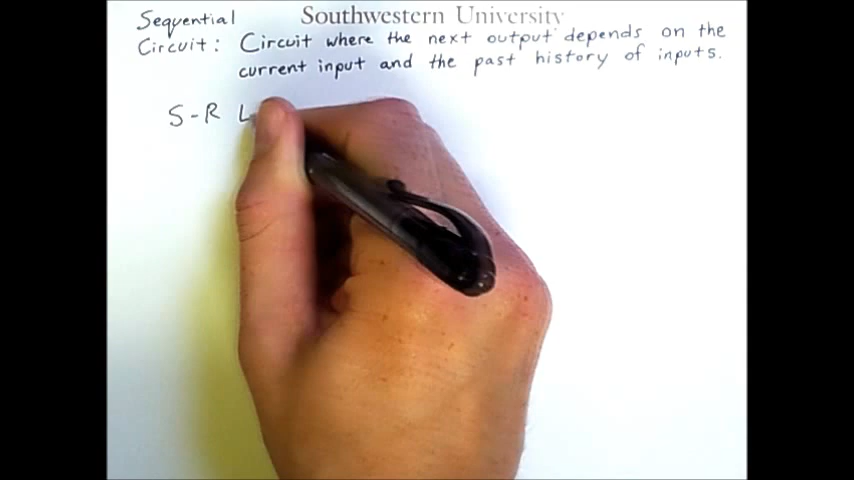 Southwestern University
Sequential
Circuit: Circuit where the next output depends on the
current input and the past history of inputs.
S-R L